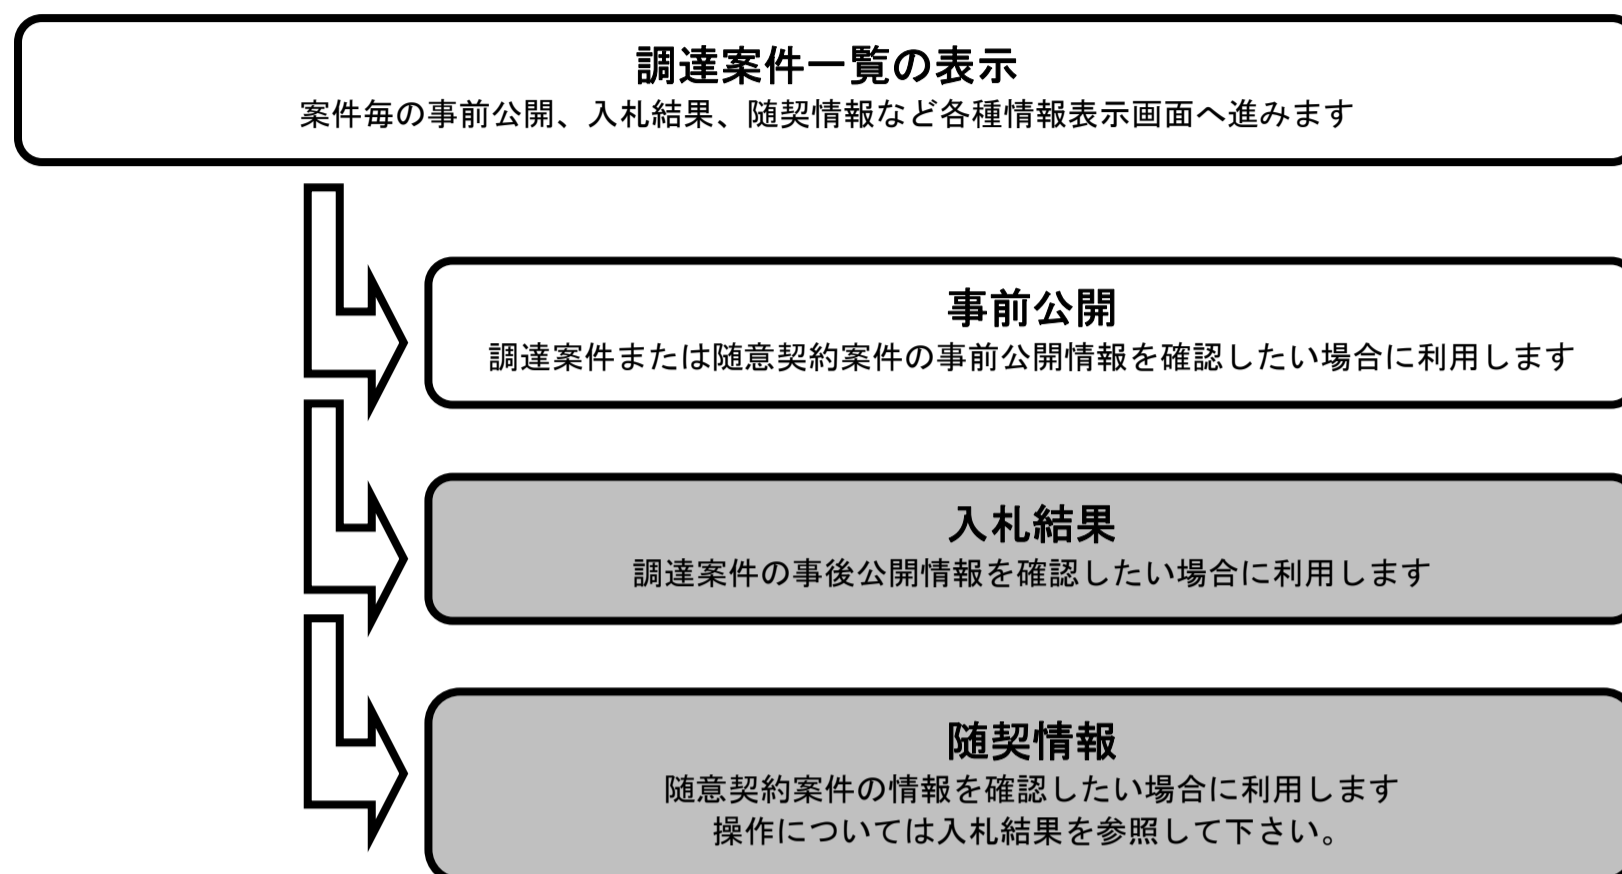 調達案件一覧の表示
案件毎の事前公開、入札結果、随契情報など各種情報表示画面へ進みます
事前公開
調達案件または随意契約案件の事前公開情報を確認したい場合に利用します
入札結果
調達案件の事後公開情報を確認したい場合に利用します
随契情報
随意契約案件の情報を確認したい場合に利用します
操作については入札結果を参照して下さい。